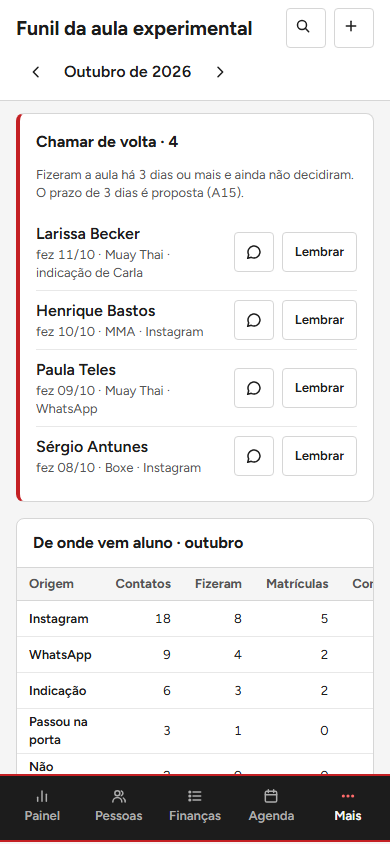 Funil da aula experimental
Outubro de 2026
Chamar de volta · 4
Fizeram a aula há 3 dias ou mais e ainda não decidiram.
O prazo de 3 dias é proposta (A15).
Larissa Becker
fez 11/10 · Muay Thai ·
indicação de Carla
Lembrar
Henrique Bastos
fez 10/10 · MMA · Instagram
Lembrar
Paula Teles
fez 09/10 · Muay Thai ·
WhatsApp
Lembrar
Sérgio Antunes
fez 08/10 · Boxe · Instagram
Lembrar
De onde vem aluno · outubro
Origem Contatos Fizeram Matrículas
Instagram 18 8 5
WhatsApp 9 4 2
Indicação 6 3 2
Passou na
porta 3 1 0
Não
Painel Pessoas Finanças Agenda Mais